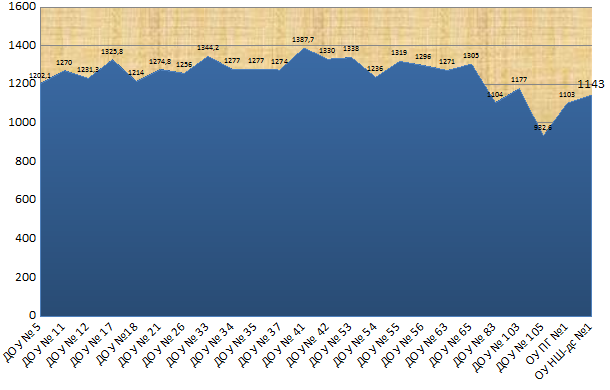 1600
1400
1200
1000
800
600
400
200
0
1202,1
1270
1231,3
1325,8
1214
1274,8
1256
1344,2
1277
1277
1274
1387,7
1330
1338
1236
1319
1296
1271
1305
1104
1177
932,6
1103
1143
ДОУ № 5
ДОУ № 11
ДОУ № 12
ДОУ № 17
ДОУ №18
ДОУ № 21
ДОУ № 26
ДОУ № 33
ДОУ № 34
ДОУ № 35
ДОУ № 37
ДОУ № 41
ДОУ № 42
ДОУ № 53
ДОУ № 54
ДОУ № 55
ДОУ № 56
ДОУ № 63
ДОУ № 65
ДОУ № 83
ДОУ № 103
ДОУ № 105
ОУ ПГ №1
ОУ НШ-дс №1